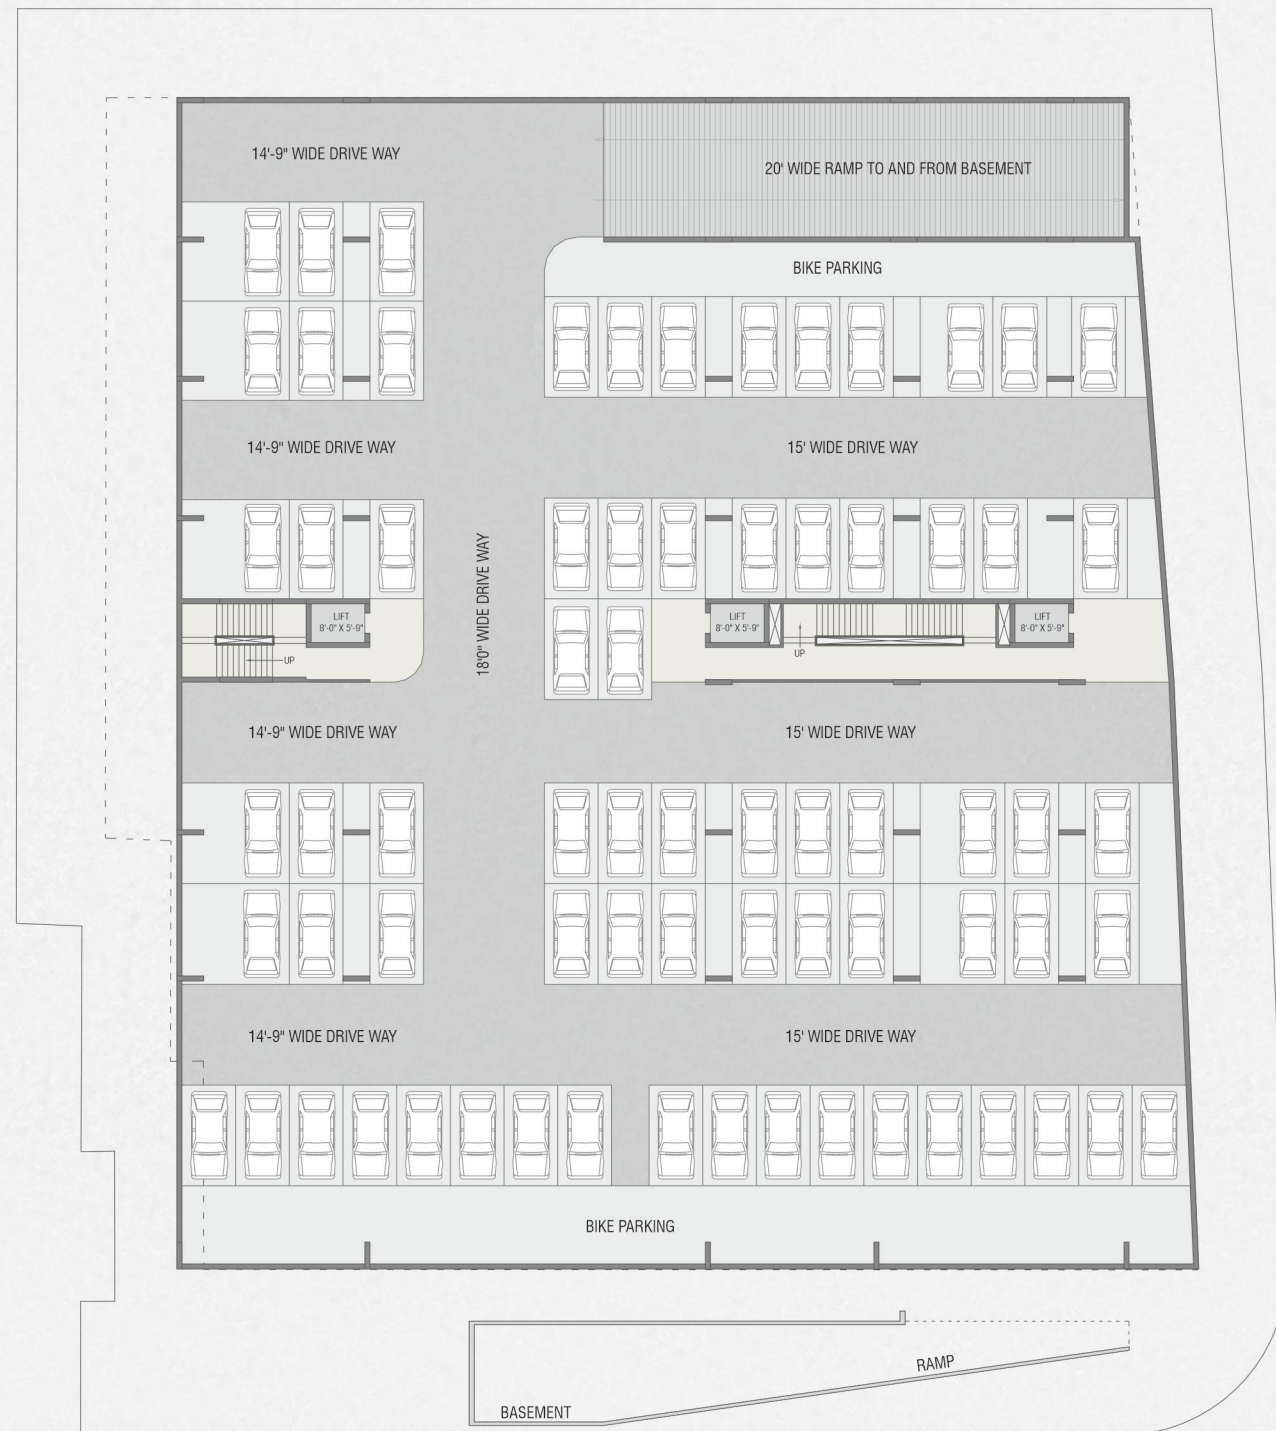 14'-9" WIDE DRIVE WAY
20' WIDE RAMP TO AND FROM BASEMENT
BIKE PARKING
14'-9" WIDE DRIVE WAY
15' WIDE DRIVE WAY
18'0" WIDE DRIVE WAY
LIFT
8'-0" X 5'-9"
UP
LIFT
8'-0" X 5'-9"
UP
LIFT
8'-0" X 5'-9"
14'-9" WIDE DRIVE WAY
15' WIDE DRIVE WAY
14'-9" WIDE DRIVE WAY
15' WIDE DRIVE WAY
BIKE PARKING
RAMP
BASEMENT